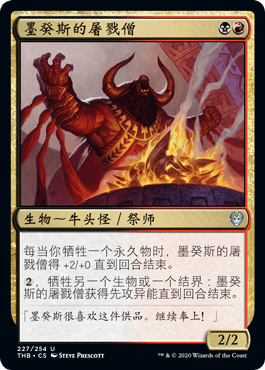 墨癸斯的屠戮僧
生物～牛头怪／祭师
每当你牺牲一个永久物时，墨癸斯的屠
戮僧得+2/+0直到回合结束。
2，牺牲另一个生物或一个结界：墨癸
斯的屠戮僧获得先攻异能直到回合结束。
「墨癸斯很喜欢这件供品。继续奉上！」
2/2
227/254 U
THB • CS STEVE PRESCOTT
™ & © 2020 Wizards of the Coast